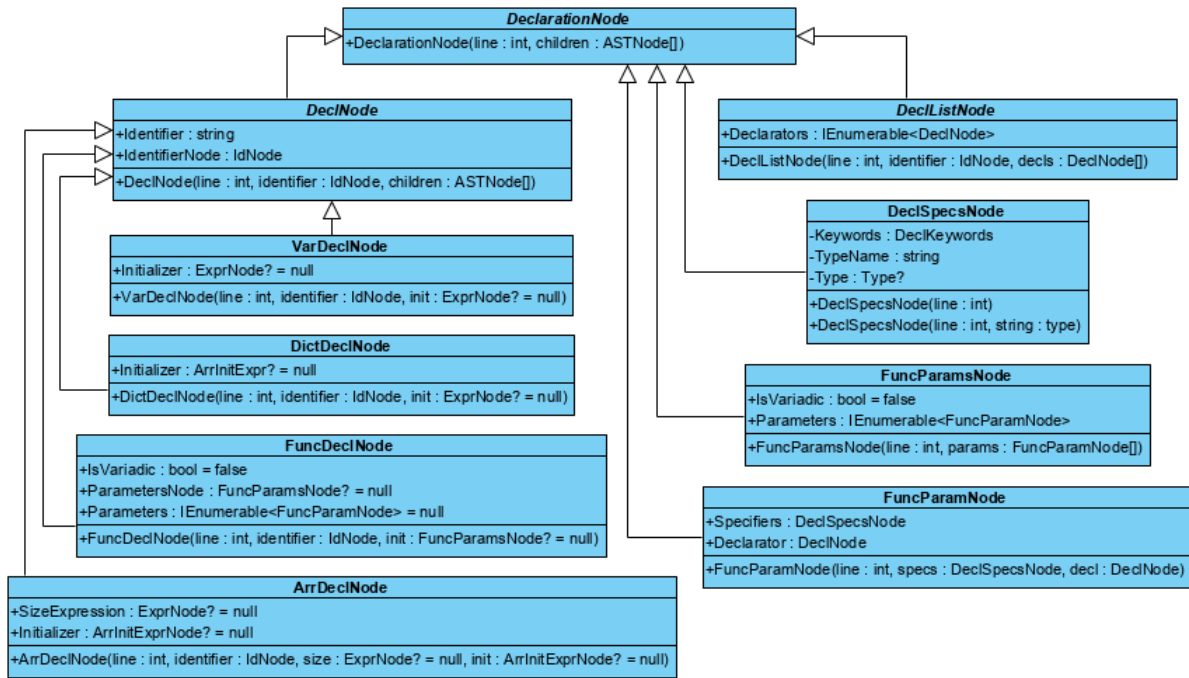 DeclarationNode
+DeclarationNode(line : int, children : ASTNode[])
DeclNode
+Identifier : string
+IdentifierNode : IdNode
+DeclNode(line : int, identifier : IdNode, children : ASTNode[])
DeclListNode
+Declarators : IEnumerable<DeclNode>
+DeclListNode(line : int, identifier : IdNode, decls : DeclNode[])
VarDeclNode
+Initializer : ExprNode? = null
+VarDeclNode(line : int, identifier : IdNode, init : ExprNode? = null)
DeclSpecsNode
-Keywords : DeclKeywords
-TypeName : string
-Type : Type?
+DeclSpecsNode(line : int)
+DeclSpecsNode(line : int, string : type)
DictDeclNode
+Initializer : ArrInitExpr? = null
+DictDeclNode(line : int, identifier : IdNode, init : ExprNode? = null)
FuncParamsNode
+IsVariadic : bool = false
+Parameters : IEnumerable<FuncParamNode>
+FuncParamsNode(line : int, params : FuncParamNode[])
FuncDeclNode
+IsVariadic : bool = false
+ParametersNode : FuncParamsNode? = null
+Parameters : IEnumerable<FuncParamNode> = null
+FuncDeclNode(line : int, identifier : IdNode, init : FuncParamsNode? = null)
FuncParamNode
+Specifiers : DeclSpecsNode
+Declarator : DeclNode
+FuncParamNode(line : int, specs : DeclSpecsNode, decl : DeclNode)
ArrDeclNode
+SizeExpression : ExprNode? = null
+Initializer : ArrInitExprNode? = null
+ArrDeclNode(line : int, identifier : IdNode, size : ExprNode? = null, init : ArrInitExprNode? = null)